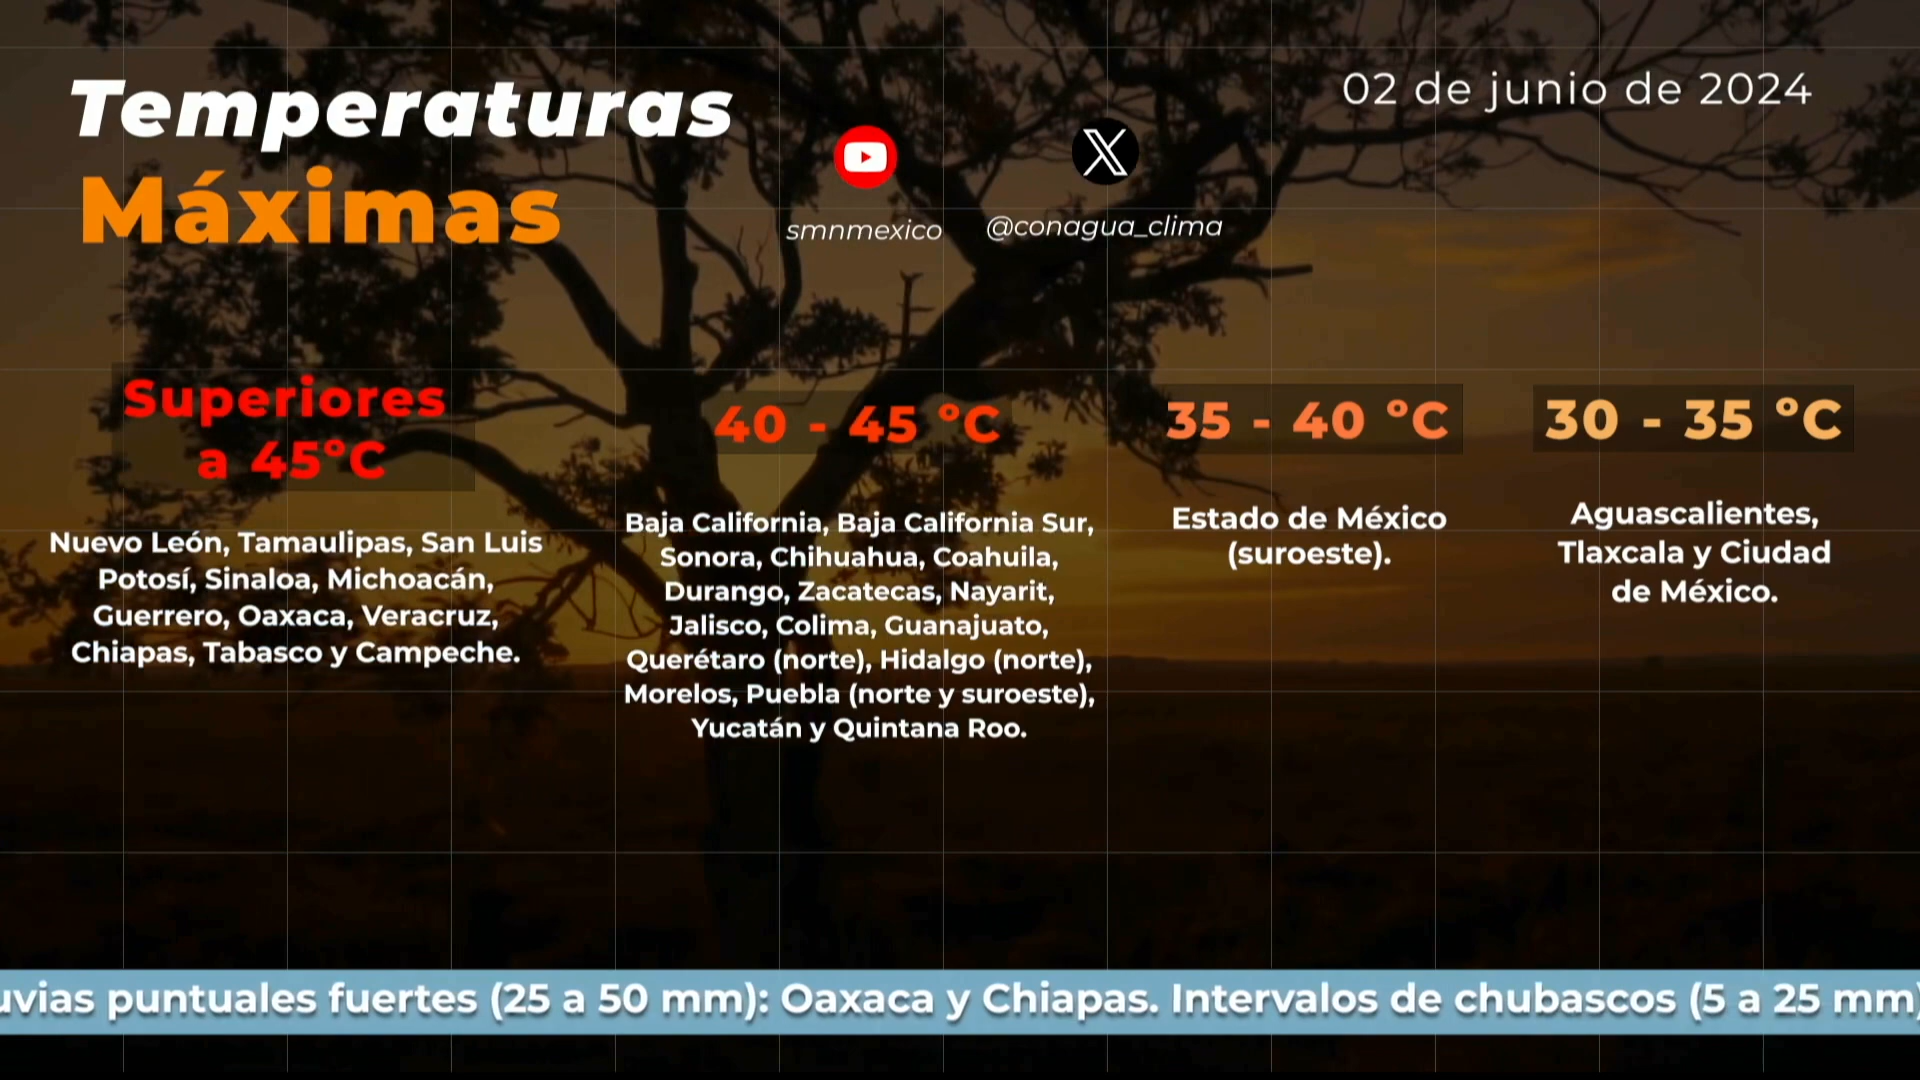 Temperaturas
Máximas
02 de junio de 2024
smnmexico
@conagua_clima
Superiores
a 45ºC
Nuevo León, Tamaulipas, San Luis
Potosí, Sinaloa, Michoacán,
Guerrero, Oaxaca, Veracruz,
Chiapas, Tabasco y Campeche.
40 - 45 ºC
Baja California, Baja California Sur,
Sonora, Chihuahua, Coahuila,
Durango, Zacatecas, Nayarit,
Jalisco, Colima, Guanajuato,
Querétaro (norte), Hidalgo (norte),
Morelos, Puebla (norte y suroeste),
Yucatán y Quintana Roo.
35 - 40 ºC
Estado de México
(suroeste).
30 - 35 ºC
Aguascalientes,
Tlaxcala y Ciudad
de México.
uvias puntuales fuertes (25 a 50 mm): Oaxaca y Chiapas. Intervalos de chubascos (5 a 25 mm)